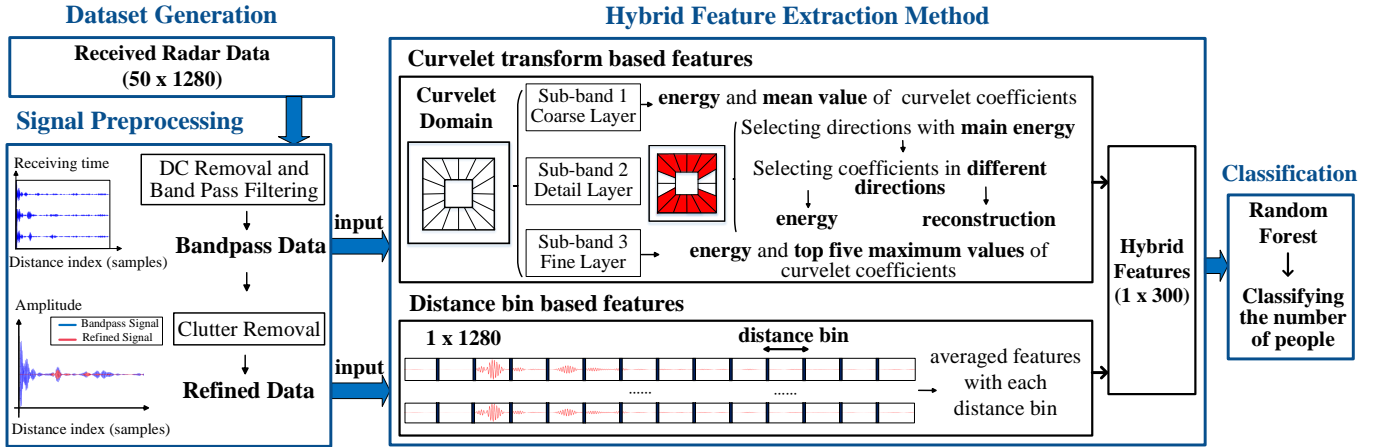 Dataset Generation
Received Radar Data
(50 x 1280)
Signal Preprocessing
Receiving time
Distance index (samples)
DC Removal and
Band Pass Filtering
Bandpass Data
Amplitude
Bandpass Signal
Refined Signal
Distance index (samples)
Clutter Removal
Refined Data
input
input
Hybrid Feature Extraction Method
Curvelet transform based features
Curvelet
Domain
Sub-band 1
Coarse Layer
energy and mean value of curvelet coefficients
Sub-band 2
Detail Layer
Selecting directions with main energy
Selecting coefficients in different
directions
energy
reconstruction
Sub-band 3
Fine Layer
energy and top five maximum values of
curvelet coefficients
Distance bin based features
1 x 1280
distance bin
......
......
averaged features
with each
distance bin
Hybrid
Features
(1 x 300)
Classification
Random
Forest
Classifying
the number
of people